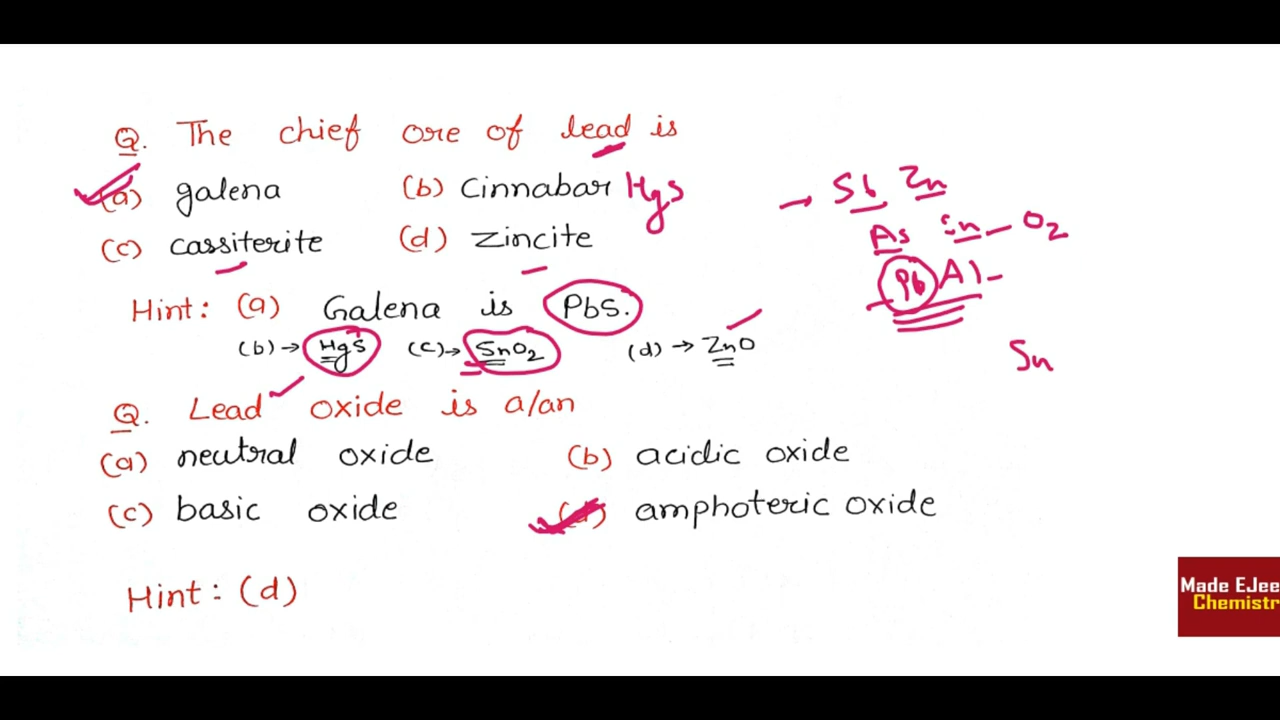 Q. The chief ore of lead is
(a) galena (b) Cinnabar HgS
(c) cassiterite (d) Zincite
Hint: (a) Galena is PbS.
(b)→ HgS (c)→ SnO2 (d) → ZnO
Q. Lead oxide is a/an
(a) neutral oxide (b) acidic oxide
(c) basic oxide (d) amphoteric oxide
Hint: (d)
→ Sb Zn
As Sn - O2
Pb Al
Sn
Made EJee
Chemistr